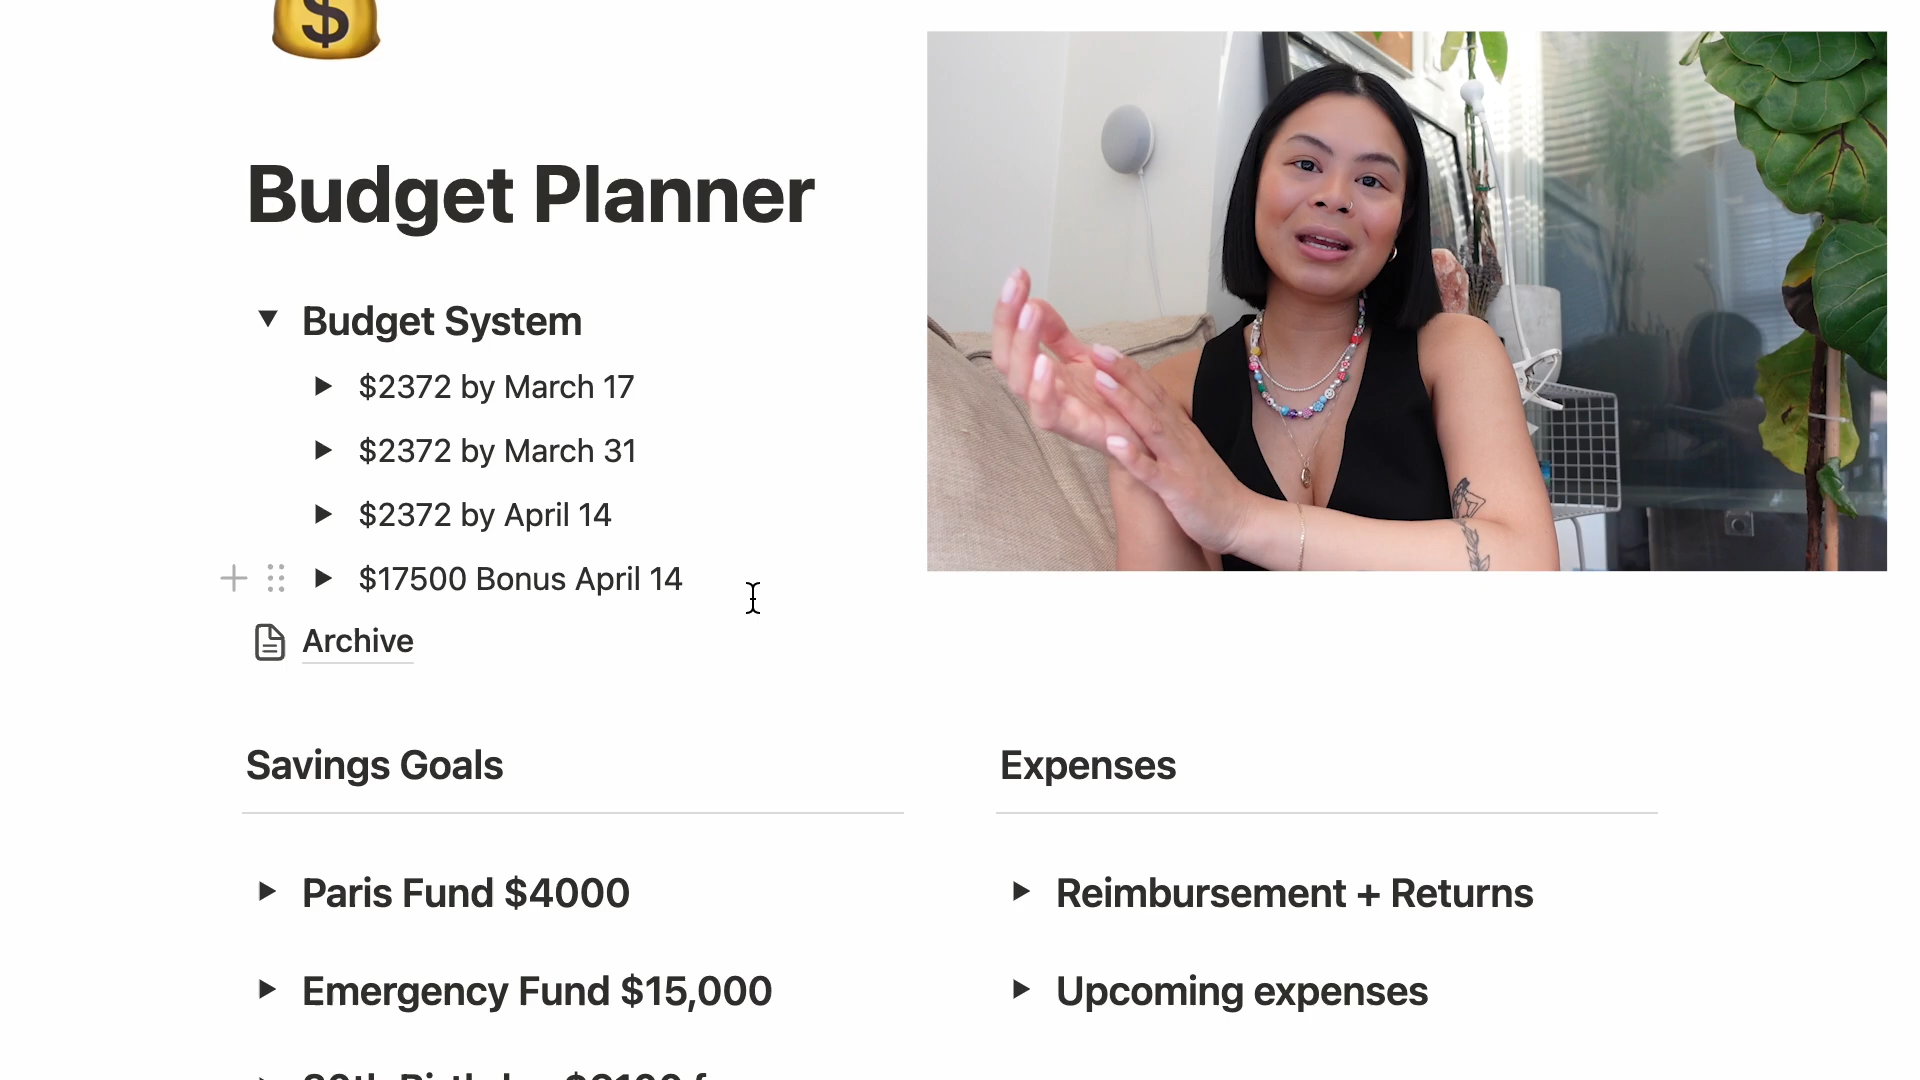 $
Budget Planner
Budget System
$2372 by March 17
$2372 by March 31
$2372 by April 14
$17500 Bonus April 14
Archive
Savings Goals
Paris Fund $4000
Emergency Fund $15,000
Expenses
Reimbursement + Returns
Upcoming expenses